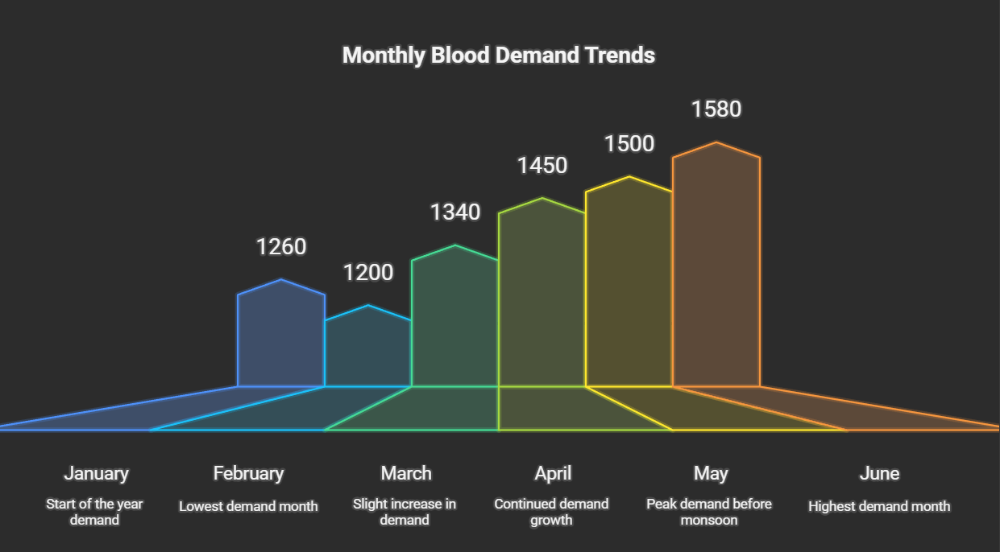 Monthly Blood Demand Trends
1580
1500
1450
1340
1260
1200
January
February
March
April
May
June
Start of the year
demand
Lowest demand month
Slight increase in
demand
Continued demand
growth
Peak demand before
monsoon
Highest demand month